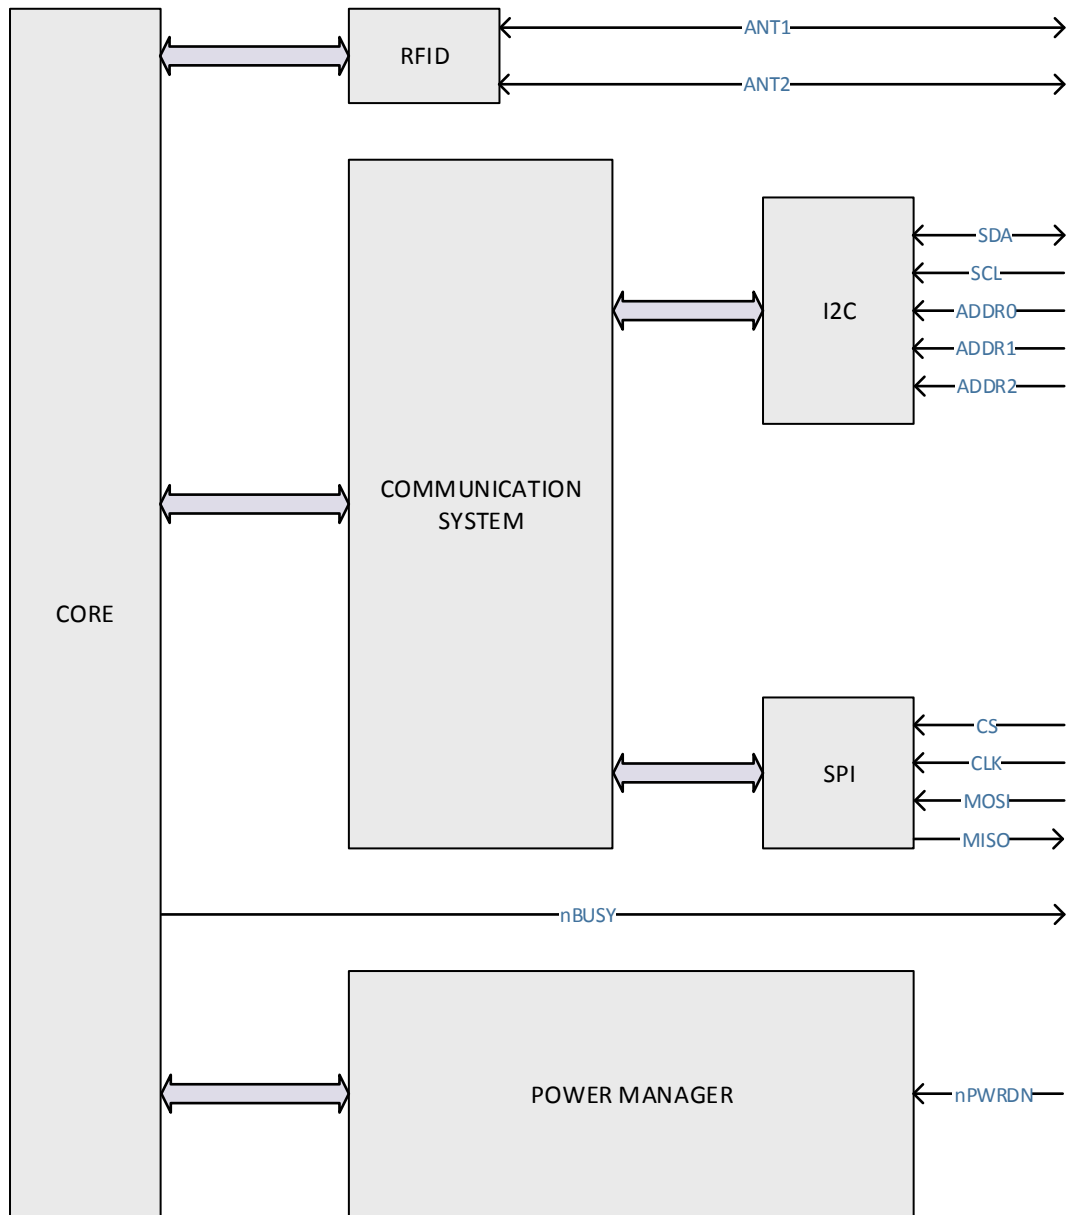 ANT1
RFID
ANT2
SDA
SCL
I2C
ADDR0
ADDR1
ADDR2
COMMUNICATION
SYSTEM
CORE
CS
CLK
SPI
MOSI
MISO
nBUSY
POWER MANAGER
nPWRDN